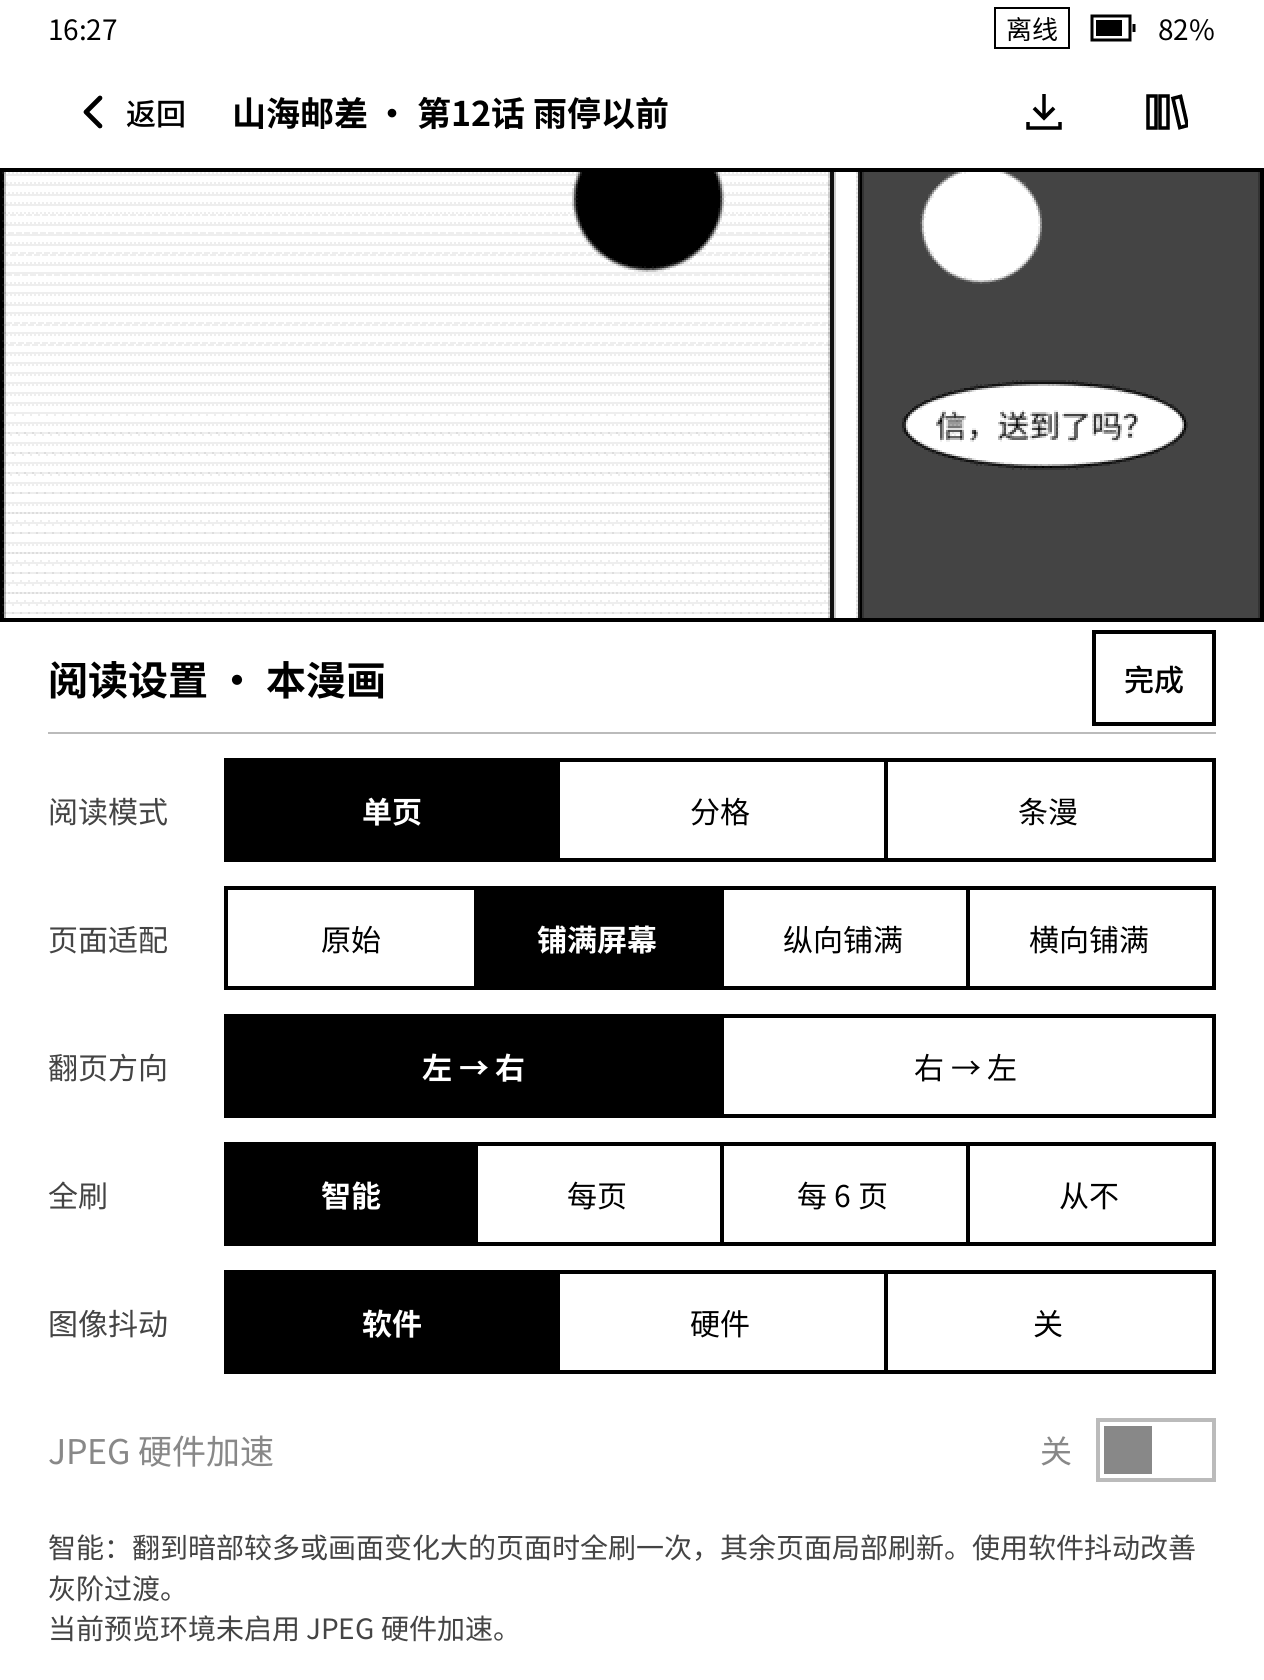 16:27
离线
82%
返回
山海邮差 · 第12话 雨停以前
信，送到了吗？
阅读设置 · 本漫画
完成
阅读模式
单页
分格
条漫
页面适配
原始
铺满屏幕
纵向铺满
横向铺满
翻页方向
左 → 右
右 → 左
全刷
智能
每页
每 6 页
从不
图像抖动
软件
硬件
关
JPEG 硬件加速
关
智能：翻到暗部较多或画面变化大的页面时全刷一次，其余页面局部刷新。使用软件抖动改善
灰阶过渡。
当前预览环境未启用 JPEG 硬件加速。